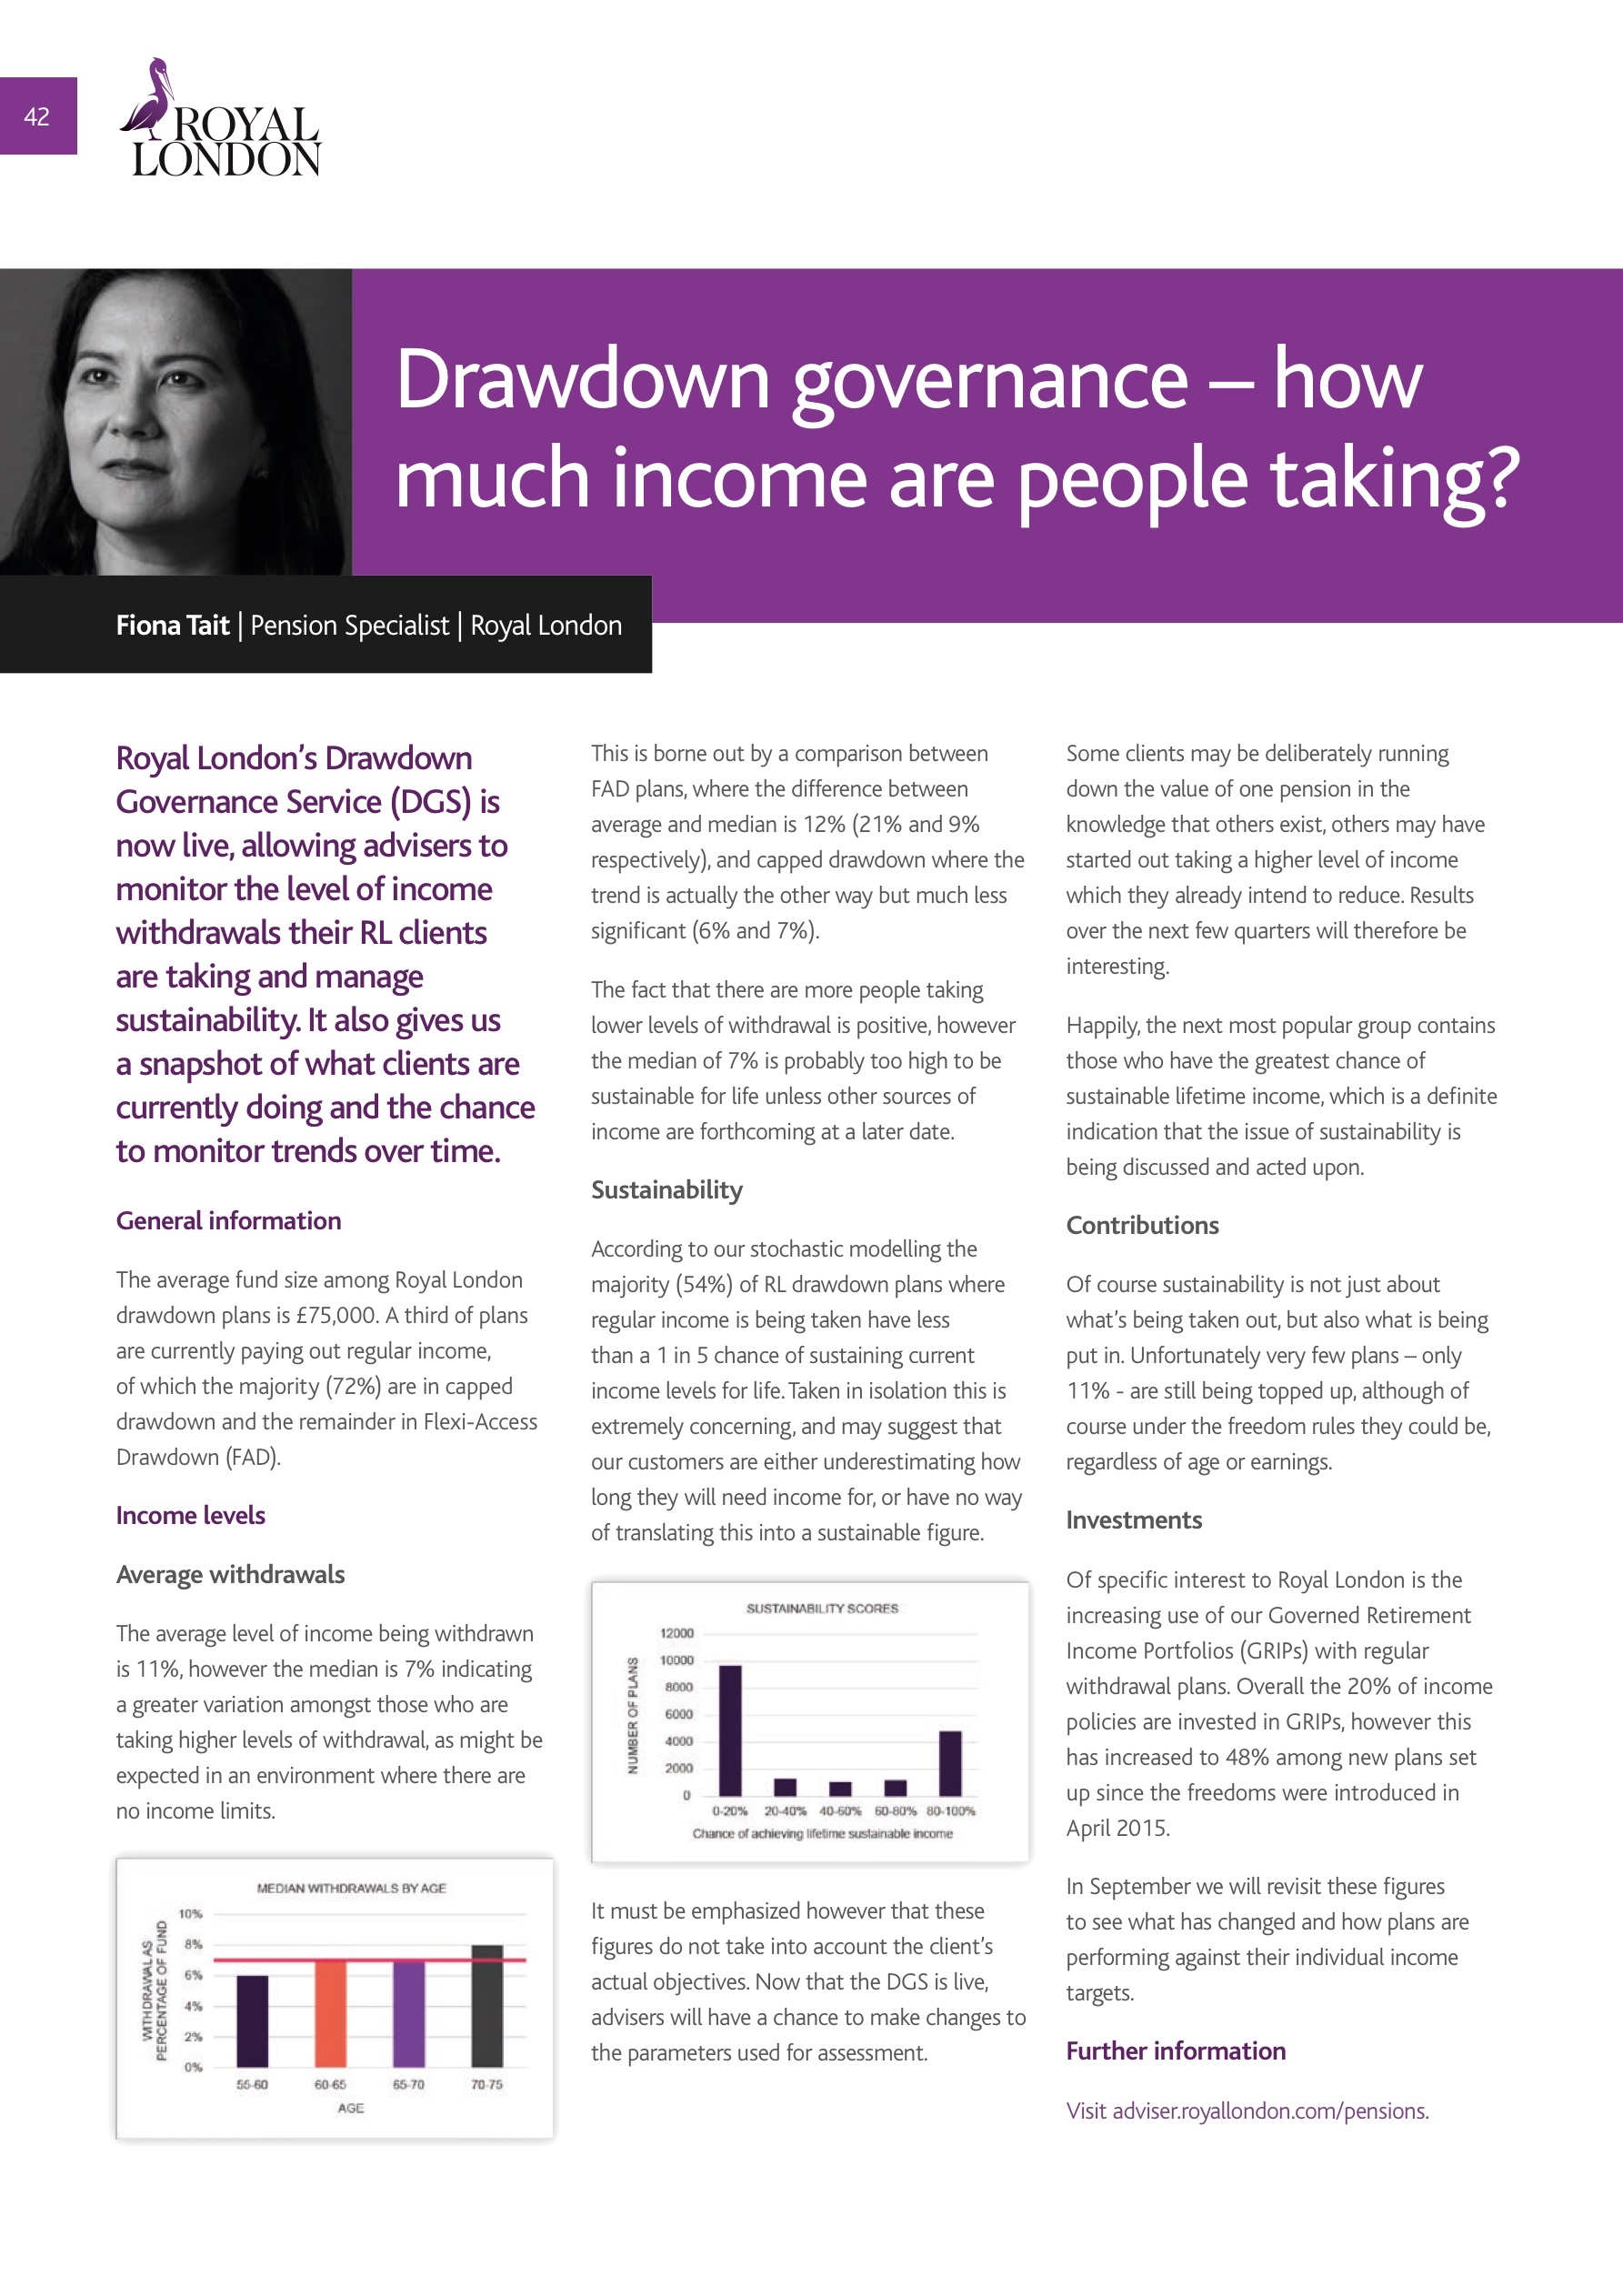 42
ROYAL
LONDON
Drawdown governance – how
much income are people taking?
Fiona Tait | Pension Specialist | Royal London
Royal London’s Drawdown
Governance Service (DGS) is
now live, allowing advisers to
monitor the level of income
withdrawals their RL clients
are taking and manage
sustainability. It also gives us
a snapshot of what clients are
currently doing and the chance
to monitor trends over time.
General information
The average fund size among Royal London
drawdown plans is £75,000. A third of plans
are currently paying out regular income,
of which the majority (72%) are in capped
drawdown and the remainder in Flexi-Access
Drawdown (FAD).
Income levels
Average withdrawals
The average level of income being withdrawn
is 11%, however the median is 7% indicating
a greater variation amongst those who are
taking higher levels of withdrawal, as might be
expected in an environment where there are
no income limits.
MEDIAN WITHDRAWALS BY AGE
WITHDRAWAL AS
PERCENTAGE OF FUND
10%
8%
6%
4%
2%
0%
55-60 60-65 65-70 70-75
AGE
This is borne out by a comparison between
FAD plans, where the difference between
average and median is 12% (21% and 9%
respectively), and capped drawdown where the
trend is actually the other way but much less
significant (6% and 7%).
The fact that there are more people taking
lower levels of withdrawal is positive, however
the median of 7% is probably too high to be
sustainable for life unless other sources of
income are forthcoming at a later date.
Sustainability
According to our stochastic modelling the
majority (54%) of RL drawdown plans where
regular income is being taken have less
than a 1 in 5 chance of sustaining current
income levels for life. Taken in isolation this is
extremely concerning, and may suggest that
our customers are either underestimating how
long they will need income for, or have no way
of translating this into a sustainable figure.
SUSTAINABILITY SCORES
NUMBER OF PLANS
12000
10000
8000
6000
4000
2000
0
0-20% 20-40% 40-60% 60-80% 80-100%
Chance of achieving lifetime sustainable income
It must be emphasized however that these
figures do not take into account the client’s
actual objectives. Now that the DGS is live,
advisers will have a chance to make changes to
the parameters used for assessment.
Some clients may be deliberately running
down the value of one pension in the
knowledge that others exist, others may have
started out taking a higher level of income
which they already intend to reduce. Results
over the next few quarters will therefore be
interesting.
Happily, the next most popular group contains
those who have the greatest chance of
sustainable lifetime income, which is a definite
indication that the issue of sustainability is
being discussed and acted upon.
Contributions
Of course sustainability is not just about
what’s being taken out, but also what is being
put in. Unfortunately very few plans – only
11% - are still being topped up, although of
course under the freedom rules they could be,
regardless of age or earnings.
Investments
Of specific interest to Royal London is the
increasing use of our Governed Retirement
Income Portfolios (GRIPs) with regular
withdrawal plans. Overall the 20% of income
policies are invested in GRIPs, however this
has increased to 48% among new plans set
up since the freedoms were introduced in
April 2015.
In September we will revisit these figures
to see what has changed and how plans are
performing against their individual income
targets.
Further information
Visit adviser.royallondon.com/pensions.